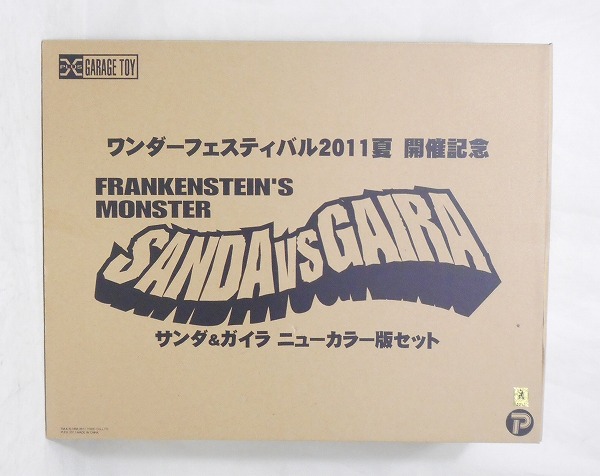 X PLUS GARAGE TOY
ワンダーフェスティバル2011夏 開催記念
FRANKENSTEIN'S
MONSTER
SANDA VS GAIRA
サンダ&ガイラ ニューカラー版セット